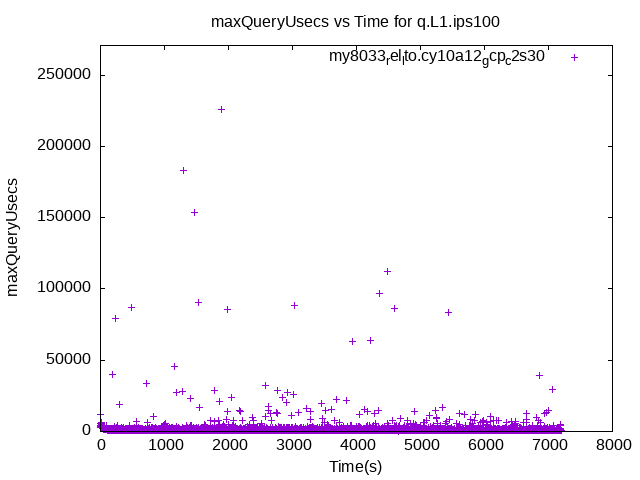 maxQueryUsecs vs Time for q.L1.ips100
my8033rellto.cy10a12gcpc2s30
250000
200000
150000
100000
50000
0
maxQueryUsecs
0 1000 2000 3000 4000 5000 6000 7000 8000
Time(s)